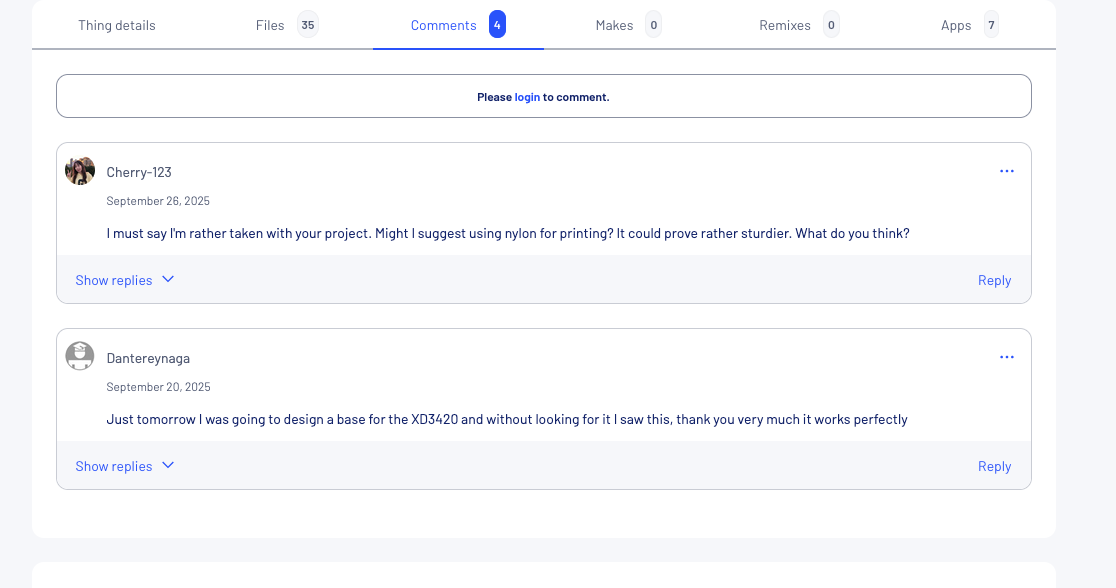 Thing details Files 35 Comments 4 Makes 0 Remixes 0 Apps 7
Please login to comment.
Cherry-123
September 26, 2025
I must say I'm rather taken with your project. Might I suggest using nylon for printing? It could prove rather sturdier. What do you think?
Show replies Reply
Dantereynaga
September 20, 2025
Just tomorrow I was going to design a base for the XD3420 and without looking for it I saw this, thank you very much it works perfectly
Show replies Reply